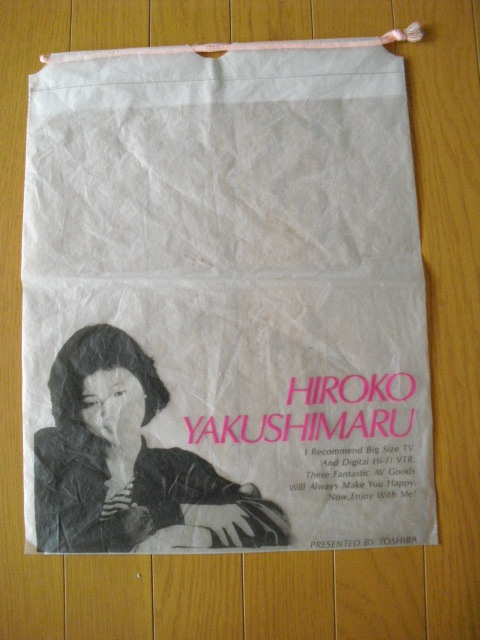 HIROKO
YAKUSHIMARU
I Recommend Big Size TV
And Digital Hi-Fi VTR.
These Fantastic AV Goods
Will Always Make You Happy.
Now,Enjoy With Me!
PRESENTED BY TOSHIBA